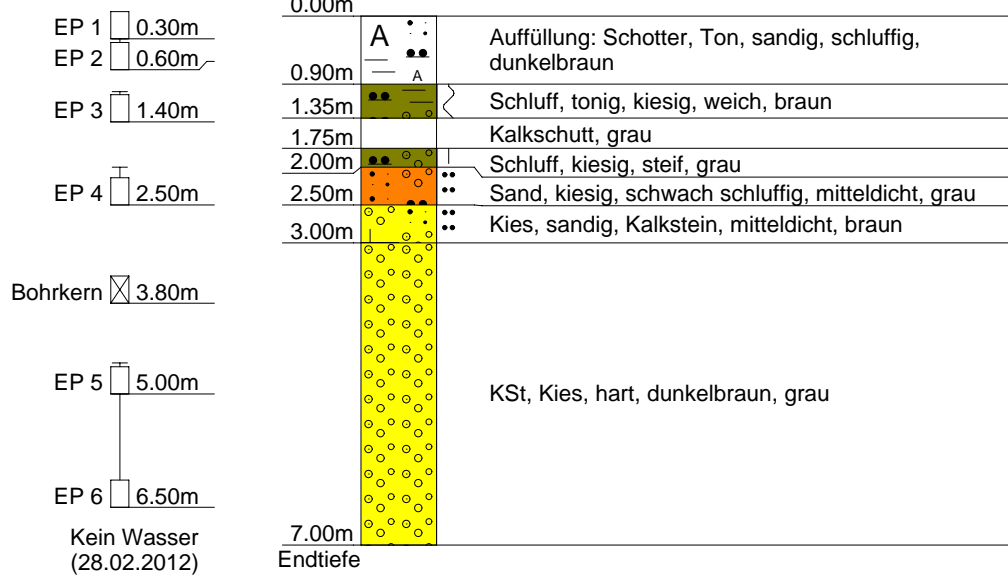 0.00m
EP 1 0.30m
EP 2 0.60m
A
A
Auffüllung: Schotter, Ton, sandig, schluffig,
dunkelbraun
0.90m
EP 3 1.40m
1.35m
Schluff, tonig, kiesig, weich, braun
1.75m
Kalkschutt, grau
2.00m
Schluff, kiesig, steif, grau
EP 4 2.50m
2.50m
Sand, kiesig, schwach schluffig, mitteldicht, grau
3.00m
Kies, sandig, Kalkstein, mitteldicht, braun
Bohrkern 3.80m
EP 5 5.00m
KSt, Kies, hart, dunkelbraun, grau
EP 6 6.50m
Kein Wasser
(28.02.2012)
7.00m
Endtiefe